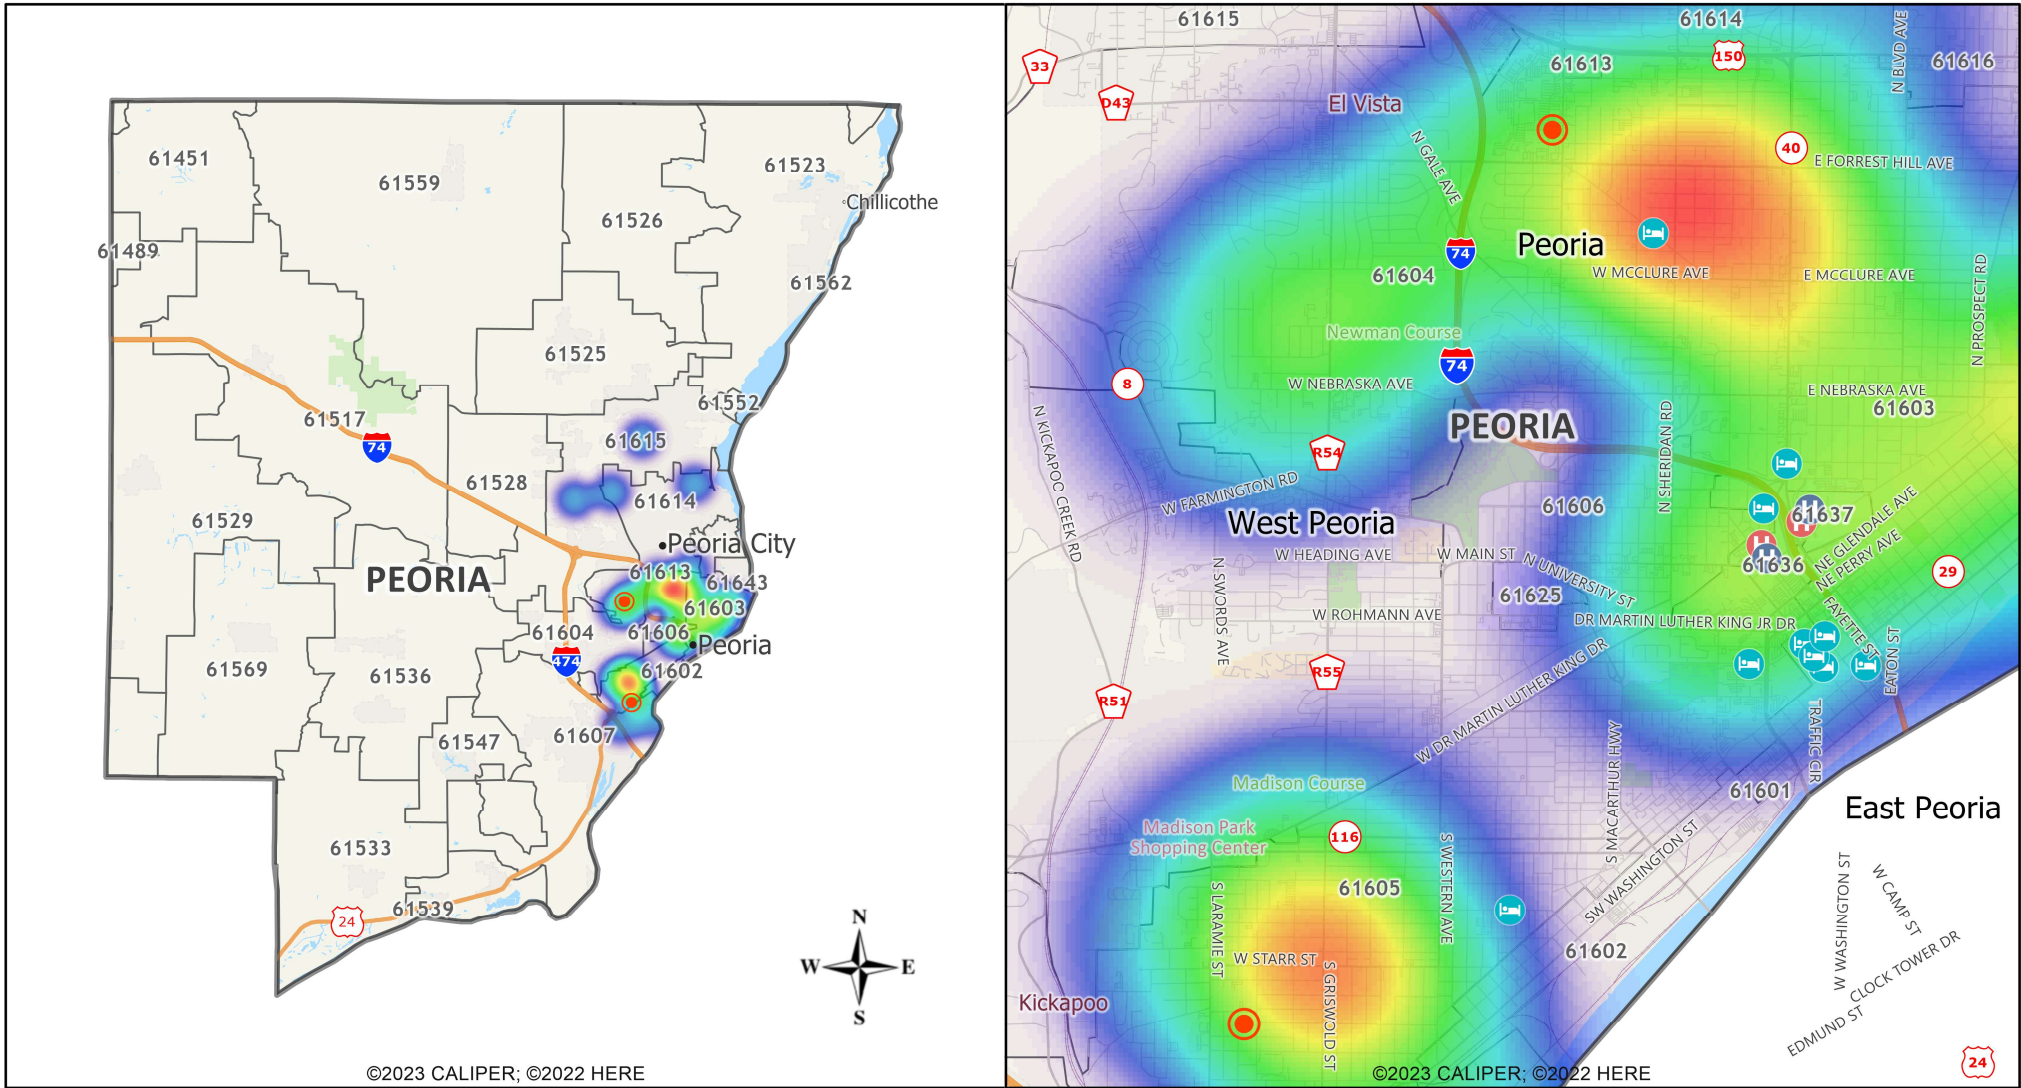 61451
61559
61523
Chillicothe
61526
61489
61562
61525
61552
61517
74
61615
61528
61614
61529
Peoria City
PEORIA
61613
61643
61603
61604
61606
Peoria
474
61602
61569
61536
61607
61547
61533
61539
24
N
W
E
S
©2023 CALIPER; ©2022 HERE
61615
61614
N BLVD AVE
33
150
61613
61616
D43
El Vista
N GALE AVE
40
E FORREST HILL AVE
Peoria
74
61604
W MCCLURE AVE
E MCCLURE AVE
N PROSPECT RD
Newman Course
74
8
W NEBRASKA AVE
E NEBRASKA AVE
61603
PEORIA
N SHERIDAN RD
N KICKAPOO CREEK RD
R54
W FARMINGTON RD
61606
H
61637
H
West Peoria
NE GLENDALE AVE
NE PERRY AVE
H
H
61636
W HEADING AVE
W MAIN ST
N UNIVERSITY ST
29
N SWORDS AVE
61625
W ROHMANN AVE
DR MARTIN LUTHER KING JR DR
FAYETTE ST
EATON ST
R55
R51
W DR MARTIN LUTHER KING DR
TRAFFIC CIR
S MACARTHUR HWY
Madison Course
61601
East Peoria
Madison Park
Shopping Center
116
S WESTERN AVE
SW WASHINGTON ST
61605
S LARAMIE ST
W WASHINGTON ST
W CAMP ST
61602
W STARR ST
S GRISWOLD ST
CLOCK TOWER DR
Kickapoo
EDMUND ST
24
©2023 CALIPER; ©2022 HERE